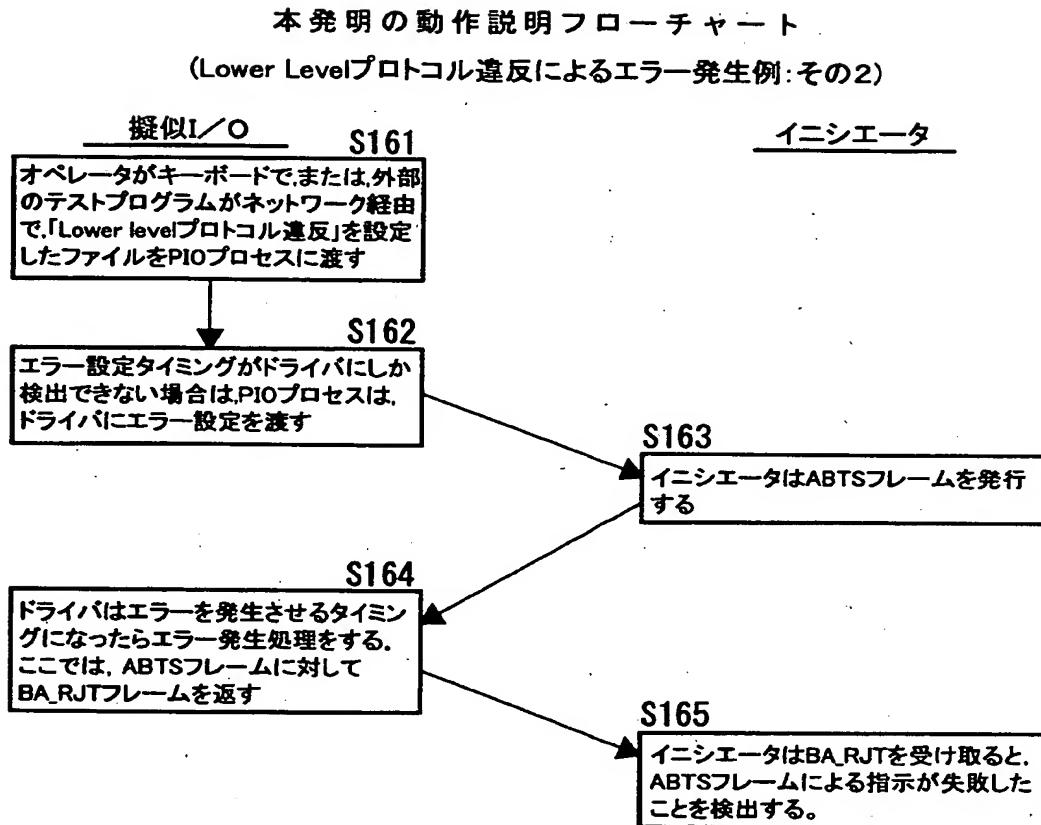 本発明の動作説明フローチャート
(Lower Levelプロトコル違反によるエラー発生例:その2)
擬似I／O
イニシエータ
S161
オペレータがキーボードで,または,外部
のテストプログラムがネットワーク経由
で,「Lower levelプロトコル違反」を設定
したファイルをPIOプロセスに渡す
S162
エラー設定タイミングがドライバにしか
検出できない場合は,PIOプロセスは,
ドライバにエラー設定を渡す
S163
イニシエータはABTSフレームを発行
する
S164
ドライバはエラーを発生させるタイミン
グになったらエラー発生処理をする.
ここでは, ABTSフレームに対して
BA_RJTフレームを返す
S165
イニシエータはBA_RJTを受け取ると,
ABTSフレームによる指示が失敗した
ことを検出する。